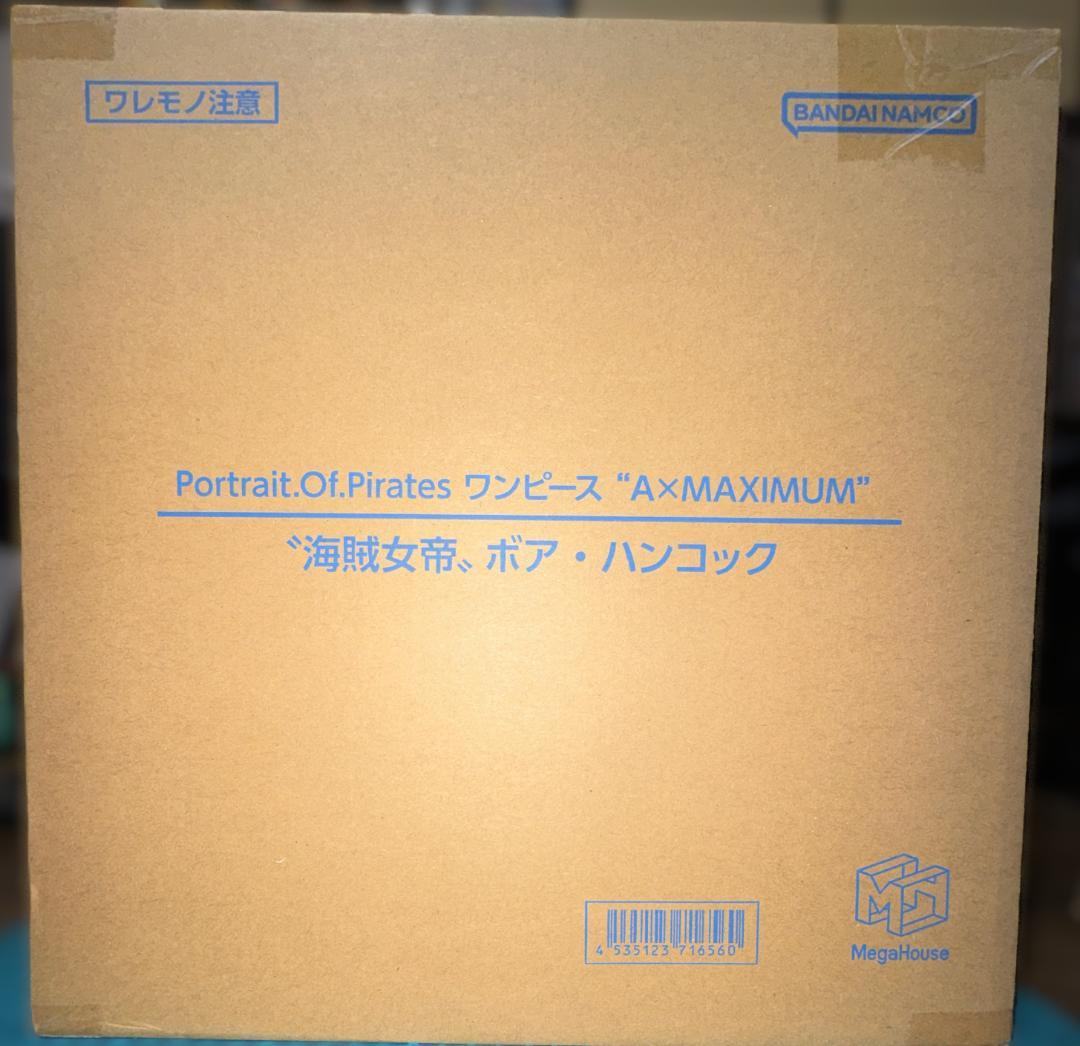 ワレモノ注意
BANDAI NAMCO
Portrait.Of.Pirates ワンピース “A×MAXIMUM”
〝海賊女帝〟ボア・ハンコック
4 535123 716560
MegaHouse